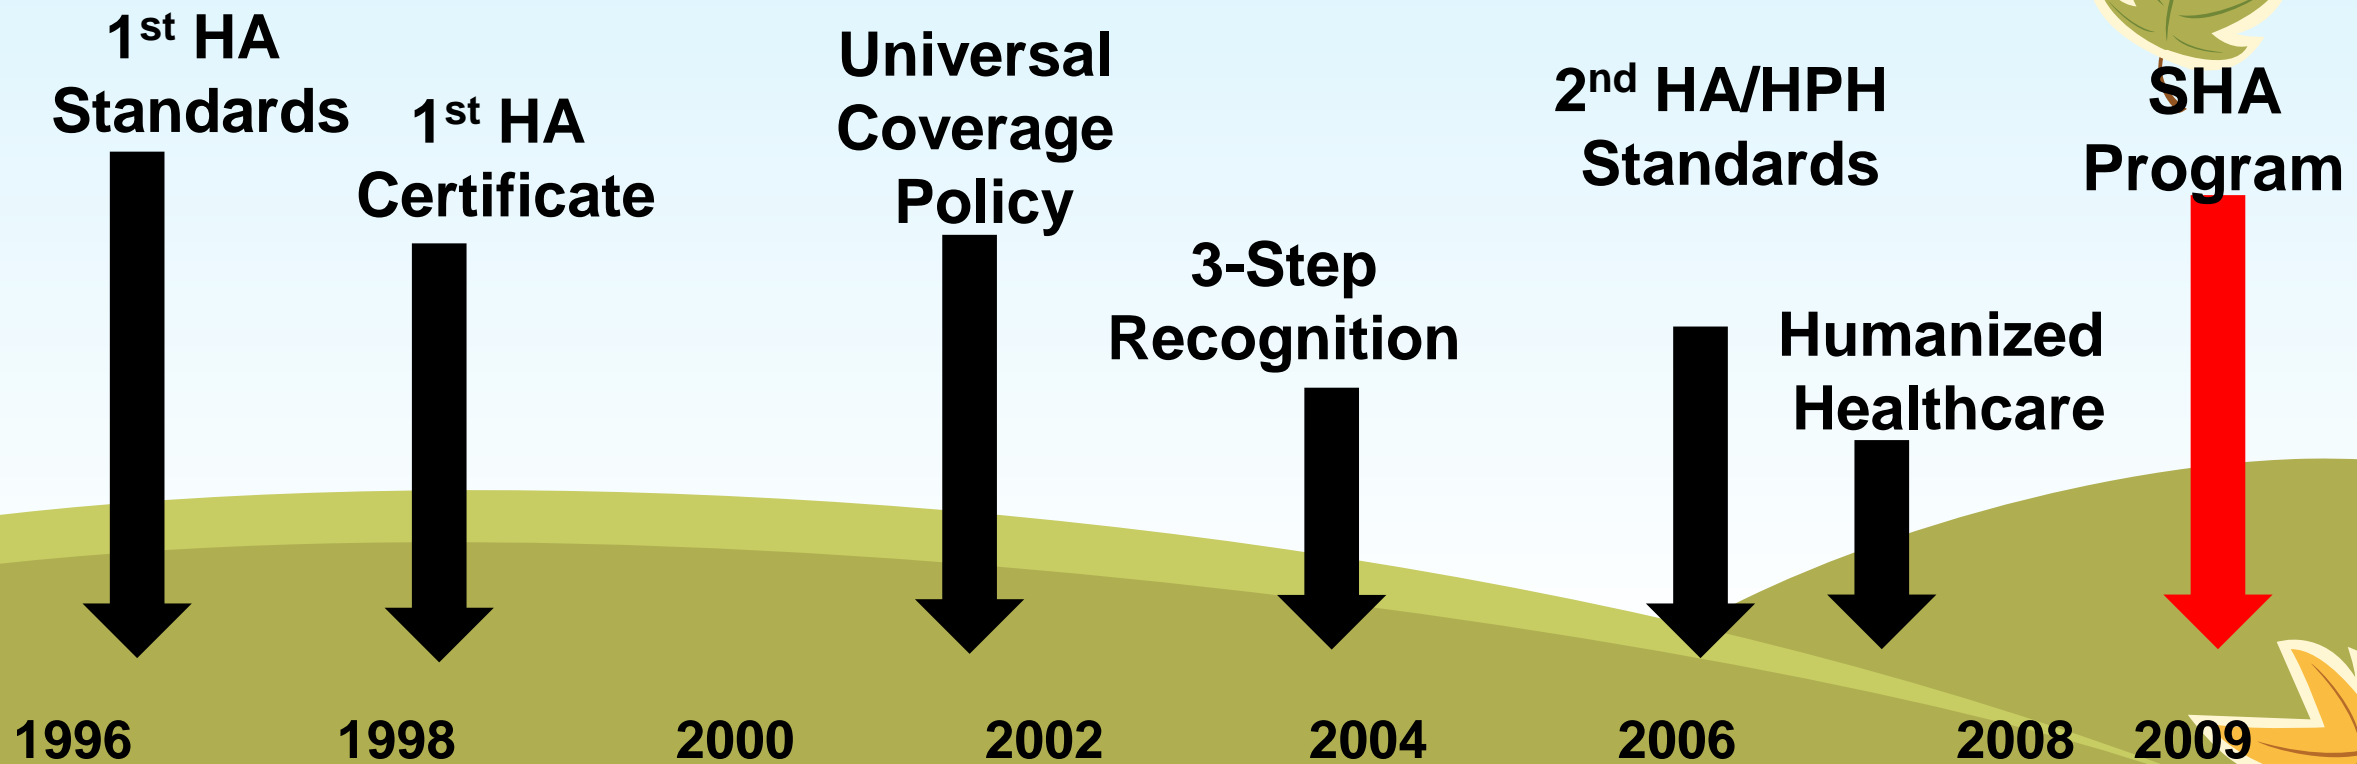 1st HA
Standards
1st HA
Certificate
Universal
Coverage
Policy
3-Step
Recognition
2nd HA/HPH
Standards
Humanized
Healthcare
SHA
Program
1996 1998 2000 2002 2004 2006 2008 2009